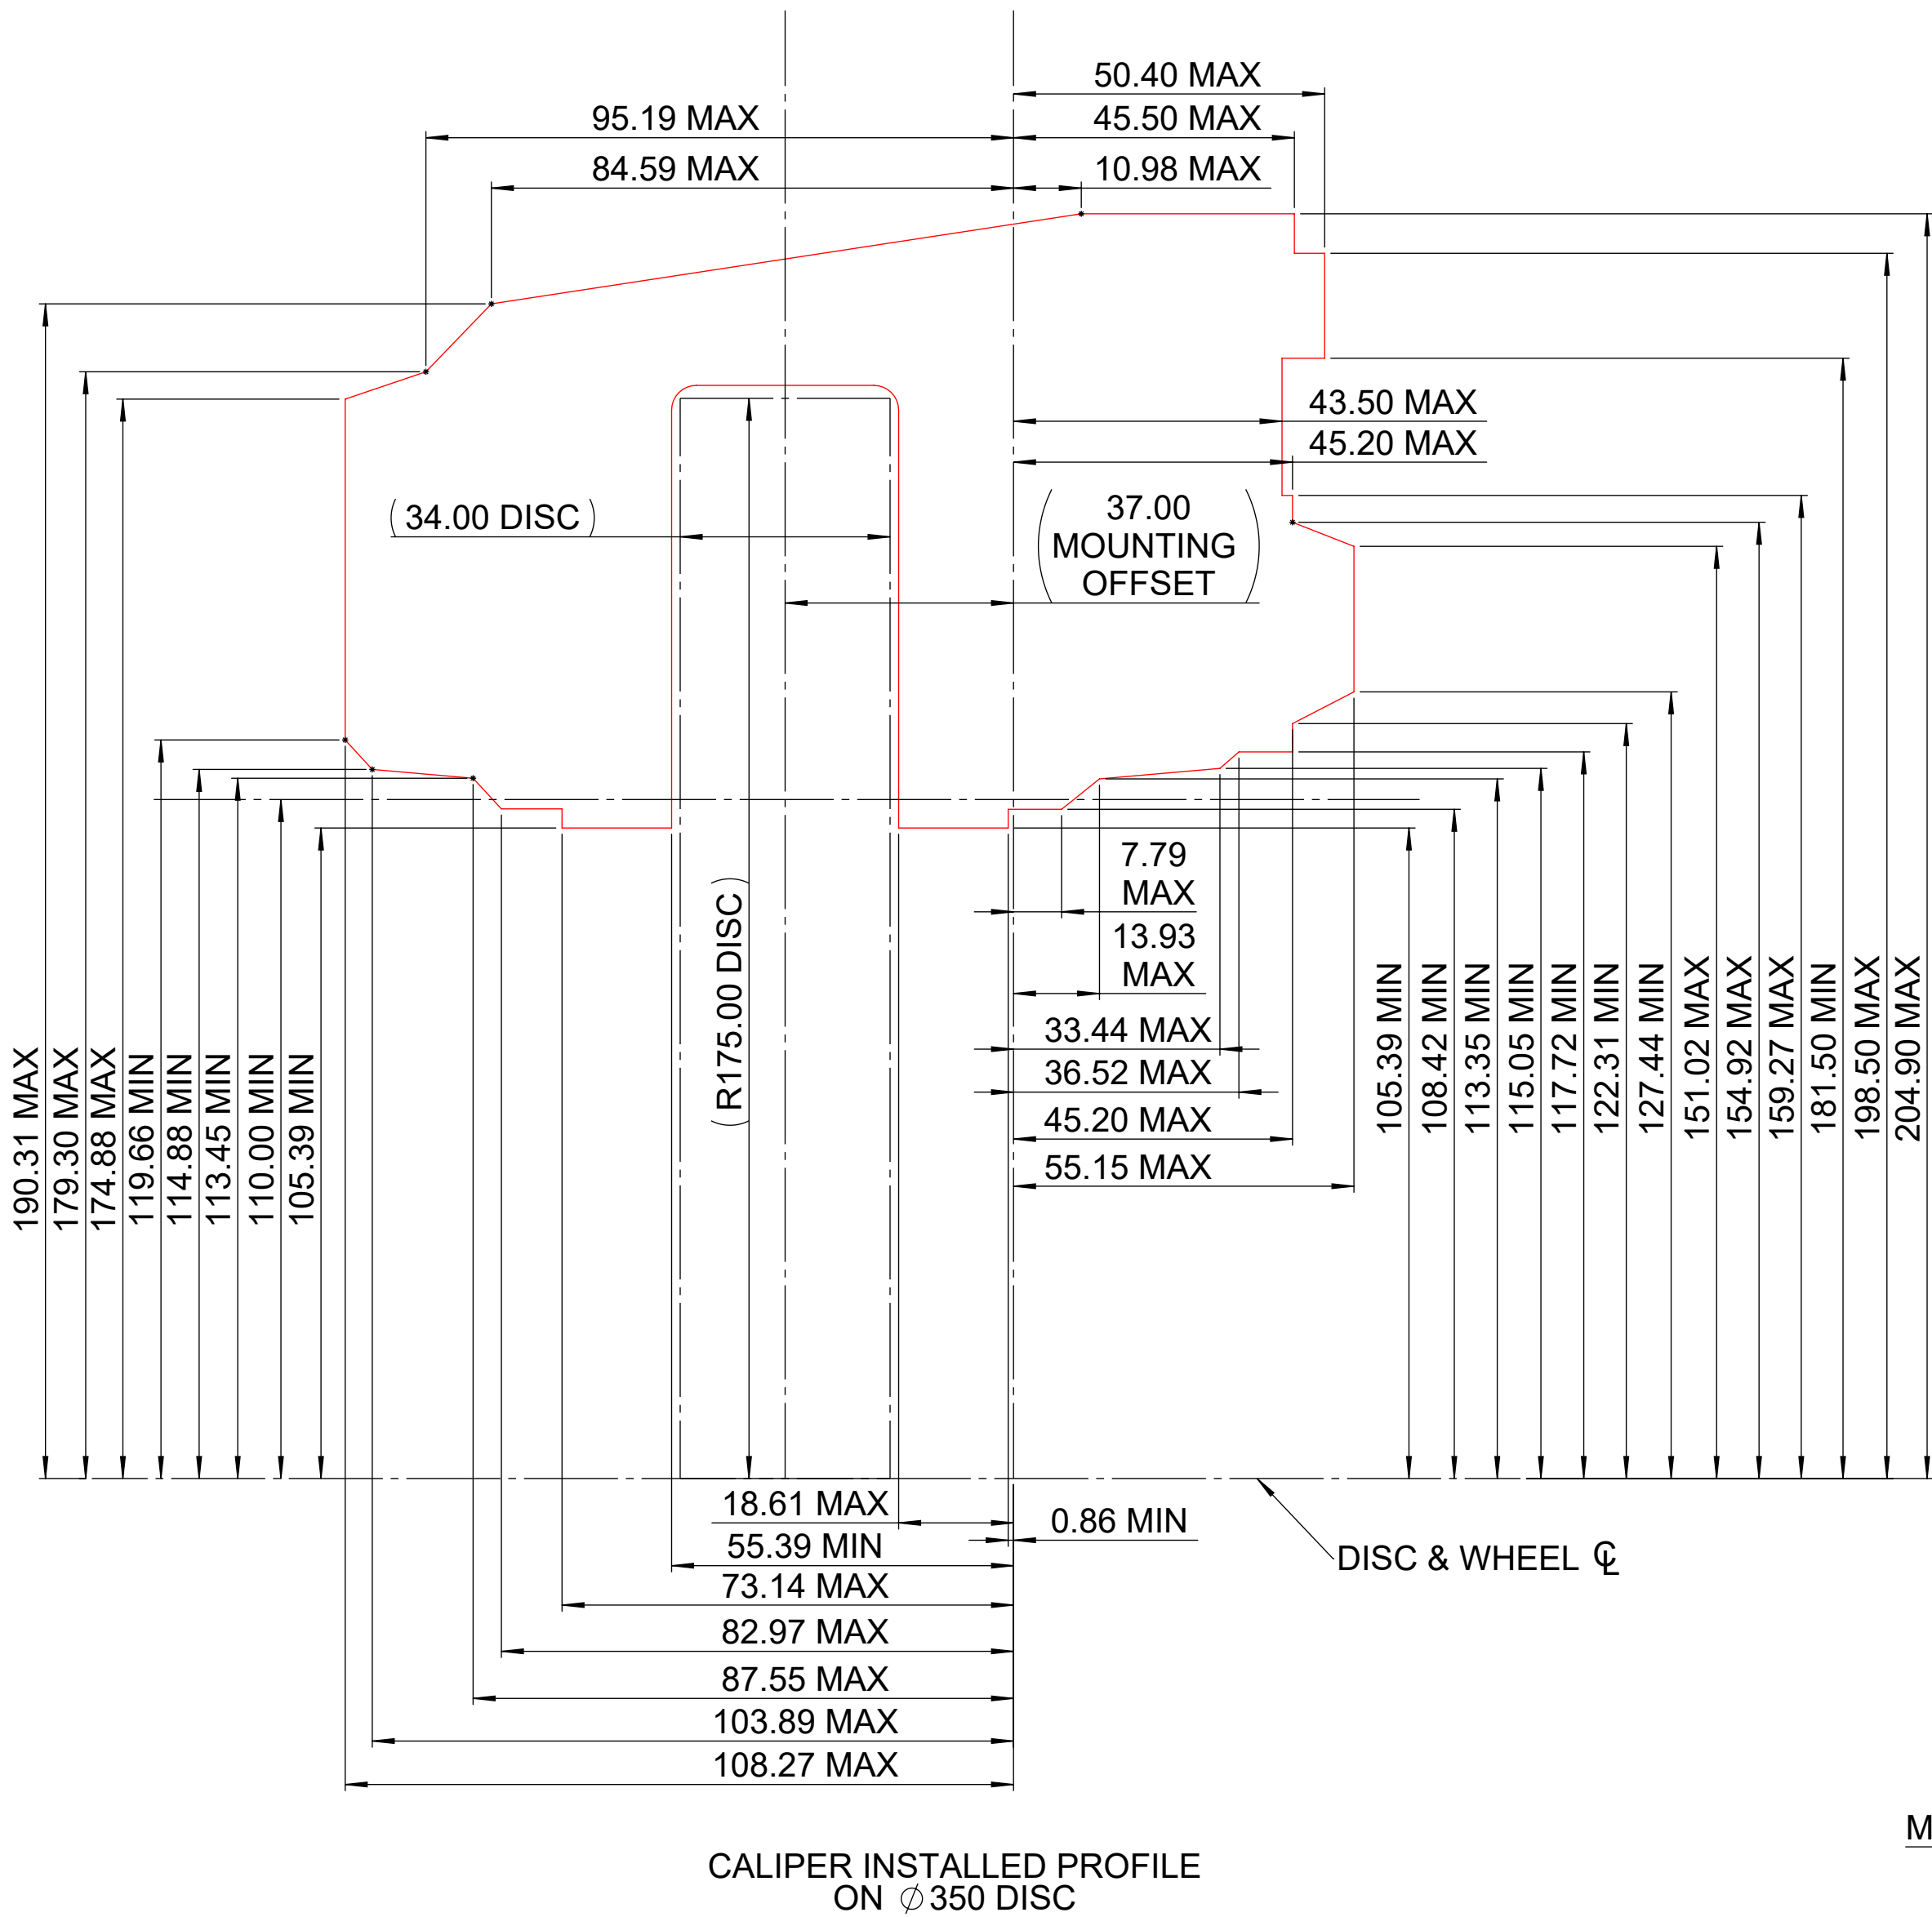 50.40 MAX
95.19 MAX
45.50 MAX
84.59 MAX
10.98 MAX
43.50 MAX
45.20 MAX
(34.00 DISC)
(37.00
MOUNTING
OFFSET)
7.79
MAX
13.93
MAX
(R175.00 DISC)
33.44 MAX
36.52 MAX
45.20 MAX
55.15 MAX
190.31 MAX
179.30 MAX
174.88 MAX
119.66 MIN
114.88 MIN
113.45 MIN
110.00 MIN
105.39 MIN
105.39 MIN
108.42 MIN
113.35 MIN
115.05 MIN
117.72 MIN
122.31 MIN
127.44 MIN
151.02 MAX
154.92 MAX
159.27 MAX
181.50 MIN
198.50 MAX
204.90 MAX
18.61 MAX
0.86 MIN
55.39 MIN
DISC & WHEEL ℄
73.14 MAX
82.97 MAX
87.55 MAX
103.89 MAX
108.27 MAX
M
CALIPER INSTALLED PROFILE
ON ∅350 DISC